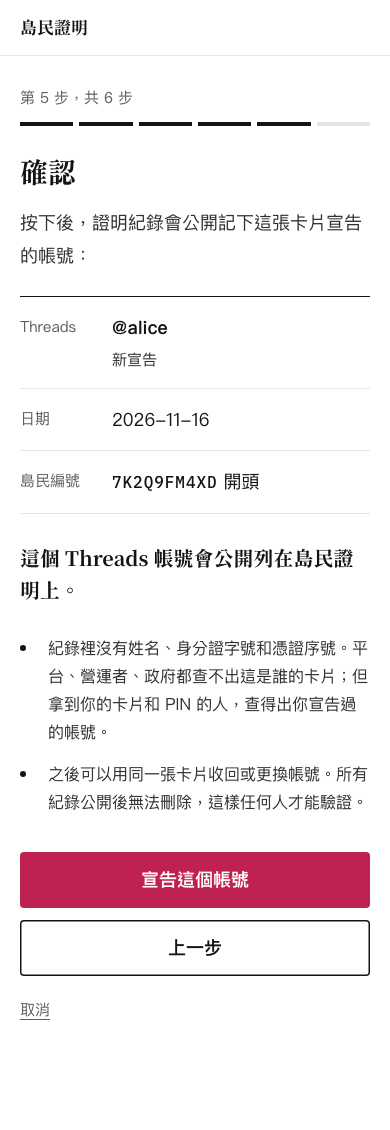 島民證明
第 5 步，共 6 步
確認
按下後，證明紀錄會公開記下這張卡片宣告
的帳號：
Threads
@alice
新宣告
日期
2026–11–16
島民編號
7K2Q9FM4XD 開頭
這個 Threads 帳號會公開列在島民證
明上。
• 紀錄裡沒有姓名、身分證字號和憑證序號。平
台、營運者、政府都查不出這是誰的卡片；但
拿到你的卡片和 PIN 的人，查得出你宣告過
的帳號。
• 之後可以用同一張卡片收回或更換帳號。所有
紀錄公開後無法刪除，這樣任何人才能驗證。
宣告這個帳號
上一步
取消